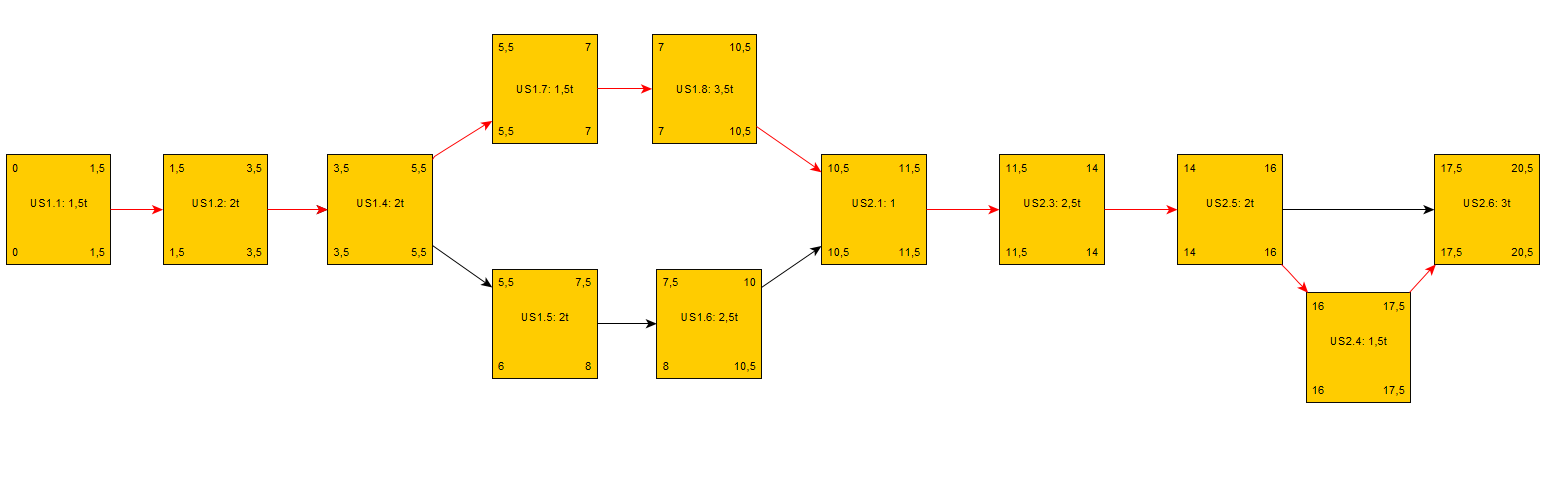 5,5 7
US1.7: 1,5t
5,5 7
7 10,5
US1.8: 3,5t
7 10,5
0 1,5
US1.1: 1,5t
0 1,5
1,5 3,5
US1.2: 2t
1,5 3,5
3,5 5,5
US1.4: 2t
3,5 5,5
10,5 11,5
US2.1: 1
10,5 11,5
11,5 14
US2.3: 2,5t
11,5 14
14 16
US2.5: 2t
14 16
17,5 20,5
US2.6: 3t
17,5 20,5
5,5 7,5
US1.5: 2t
6 8
7,5 10
US1.6: 2,5t
8 10,5
16 17,5
US2.4: 1,5t
16 17,5